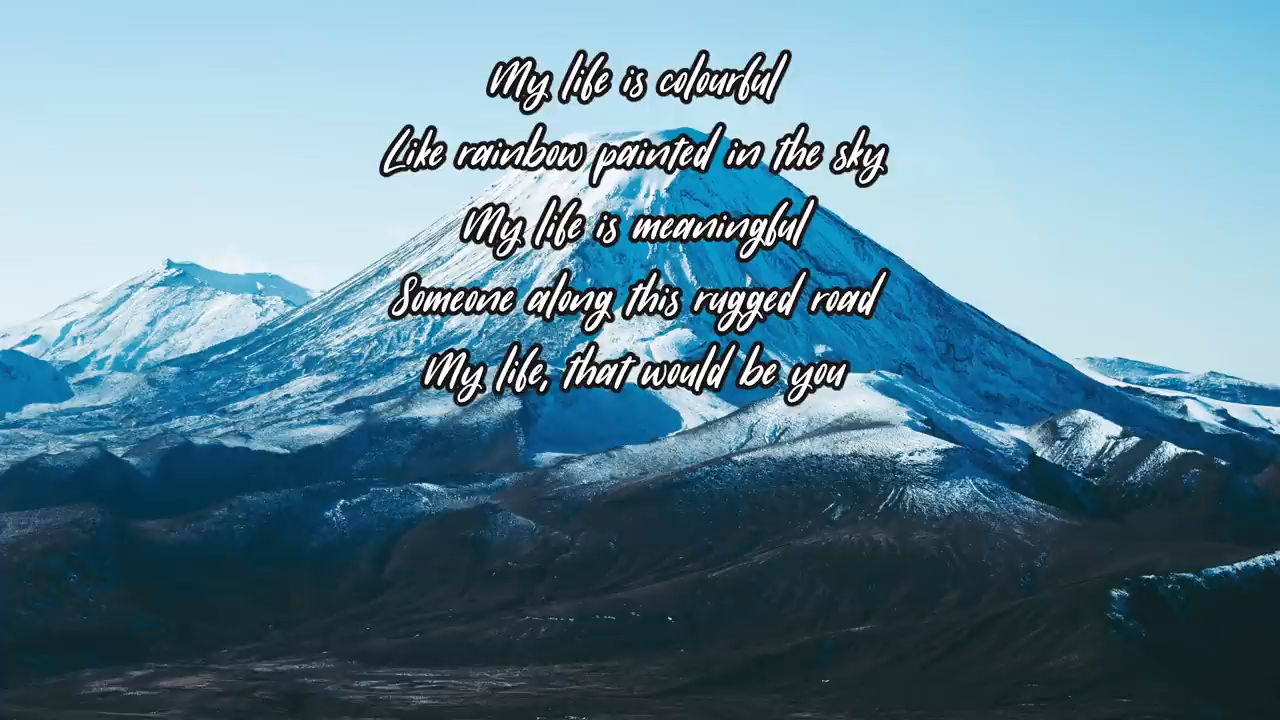 My life is colourful
Like rainbow painted in the sky
My life is meaningful
Someone along this rugged road
My life, that would be you